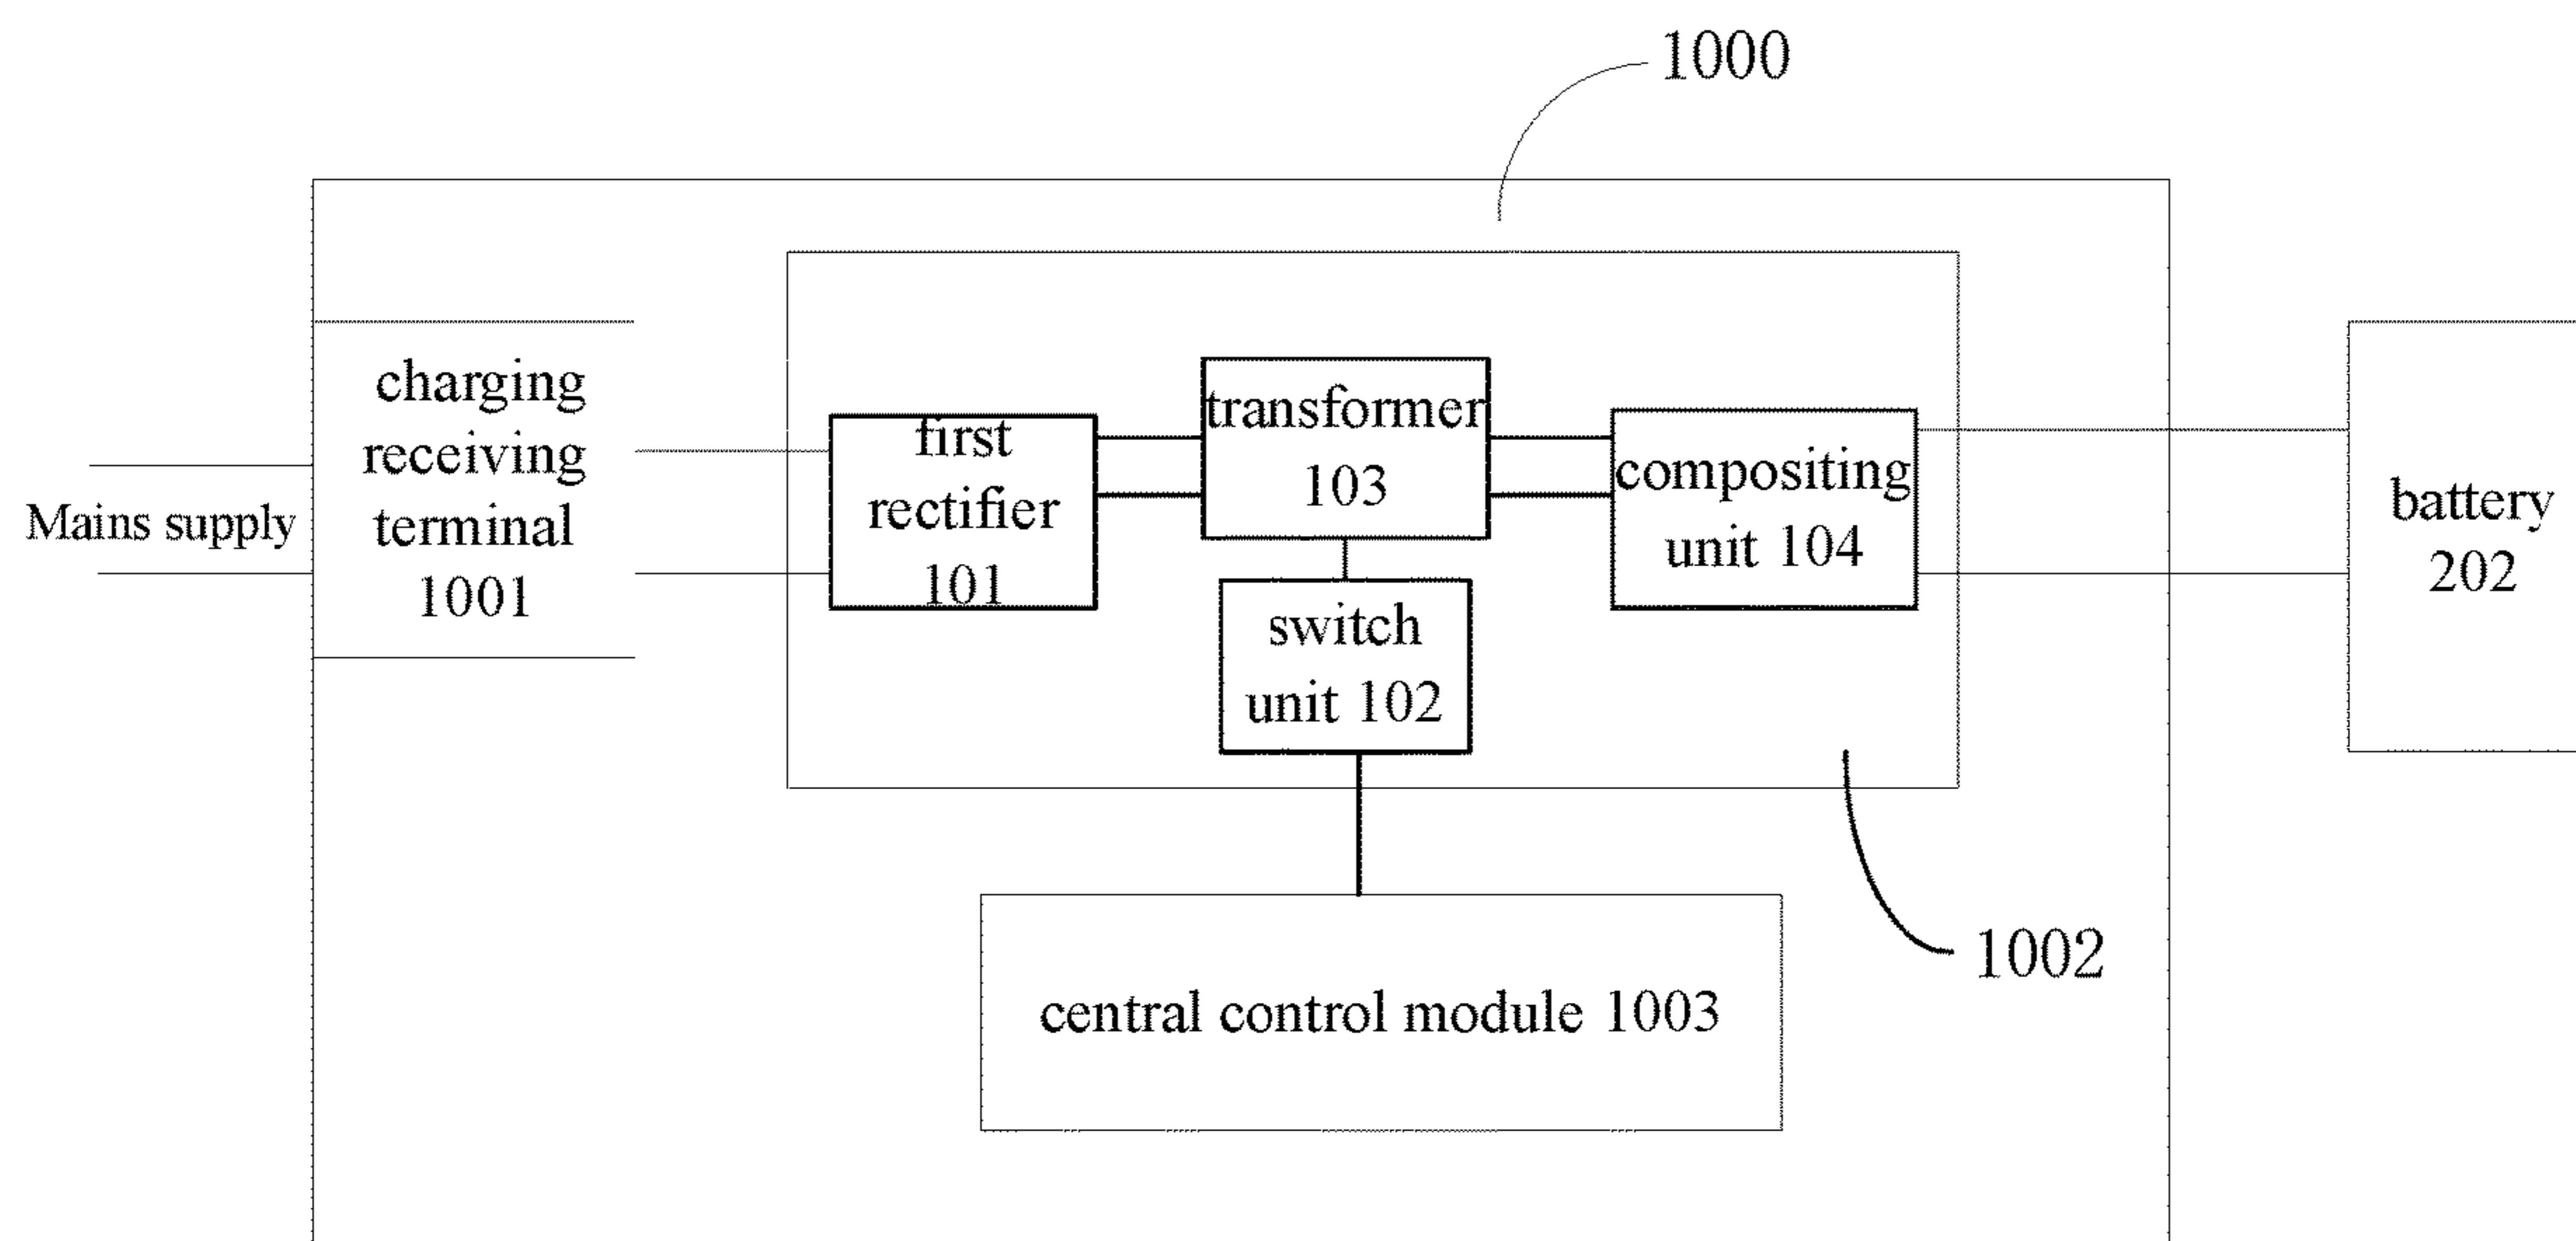 1000
charging
receiving
terminal
1001
Mains supply
first
rectifier
101
transformer
103
switch
unit 102
compositing
unit 104
battery
202
1002
central control module 1003